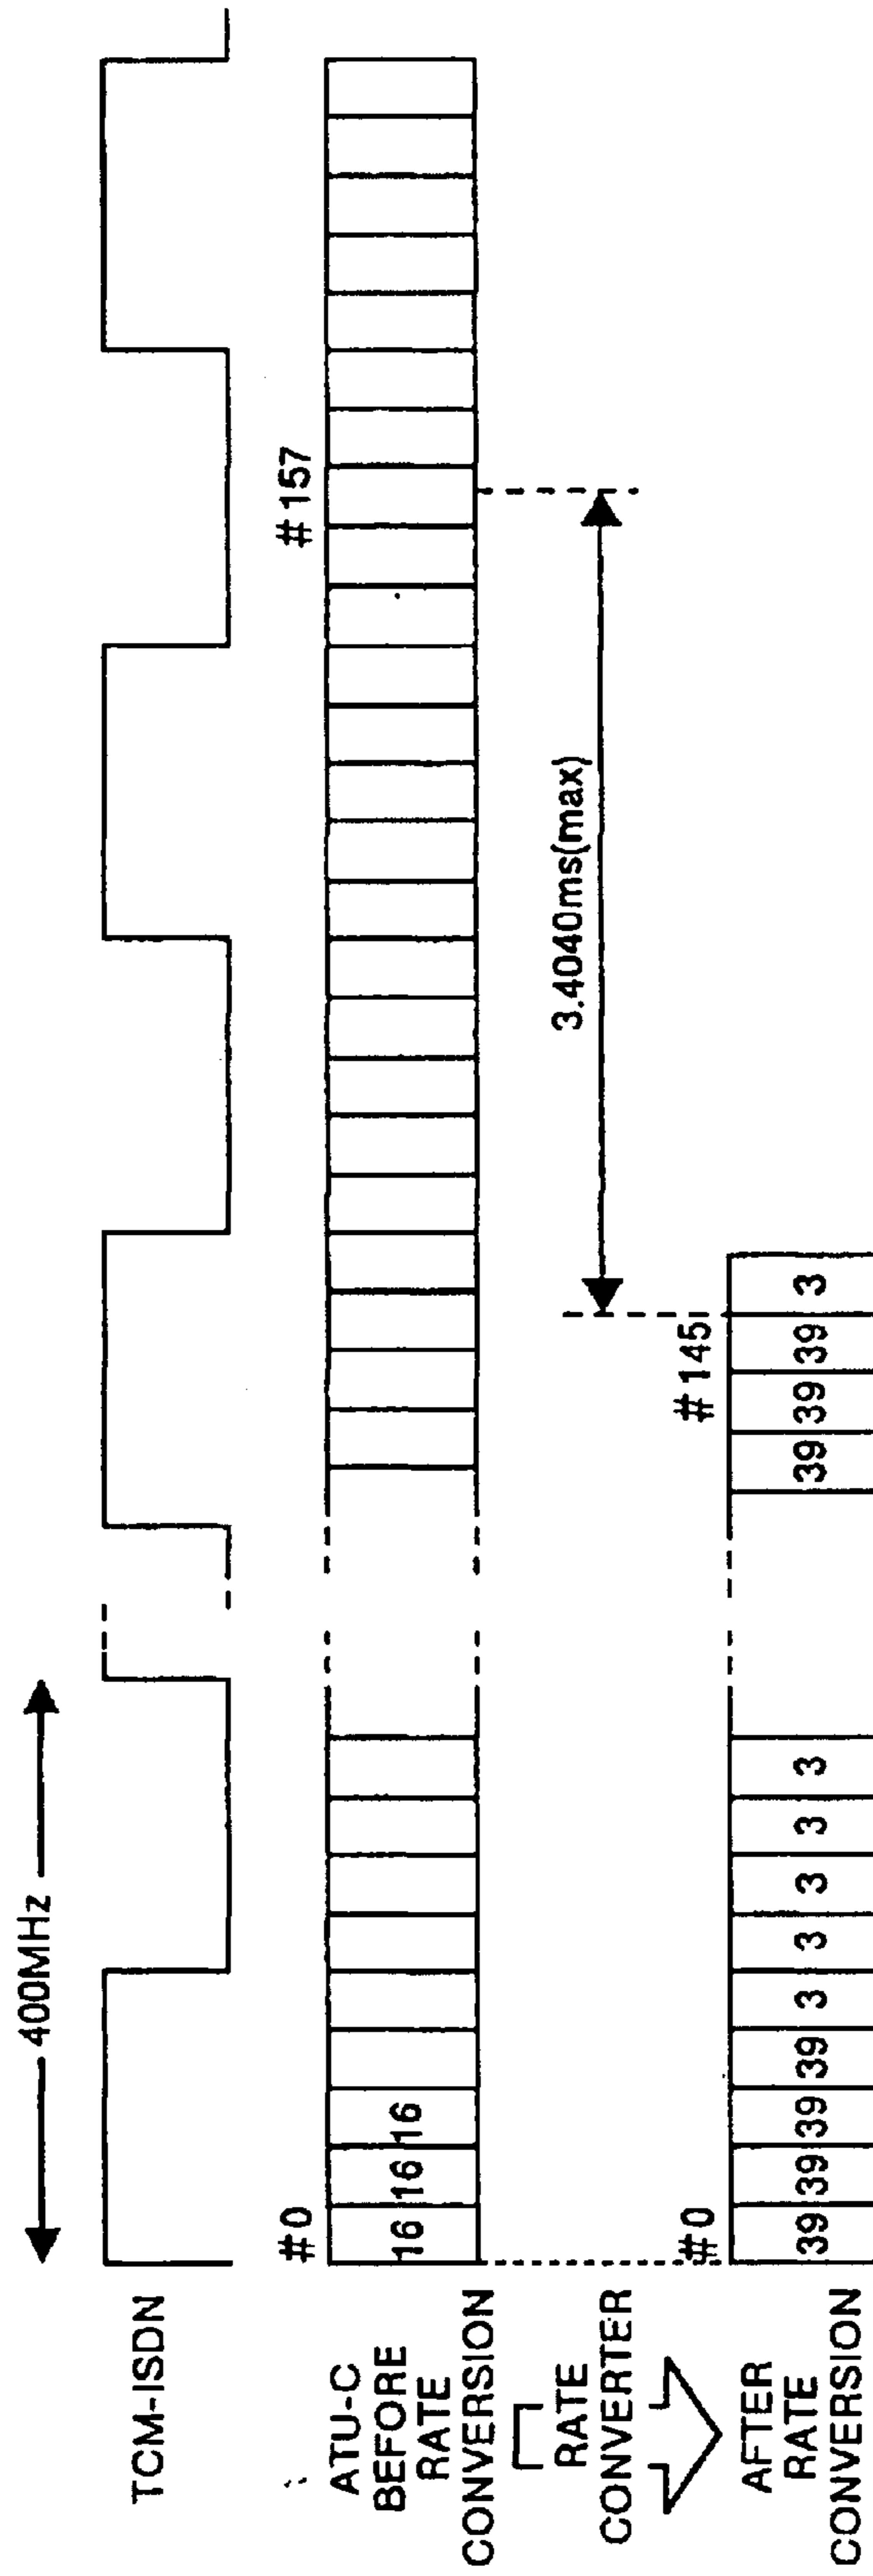 400MHz
TCM-ISDN
#0
#157
ATU-C
BEFORE
RATE
CONVERSION
16 16 16
RATE
CONVERTER
3.4040ms(max)
#0
#145
AFTER
RATE
CONVERSION
39 39 39 39 3 3 3 3 3
39 39 39 3